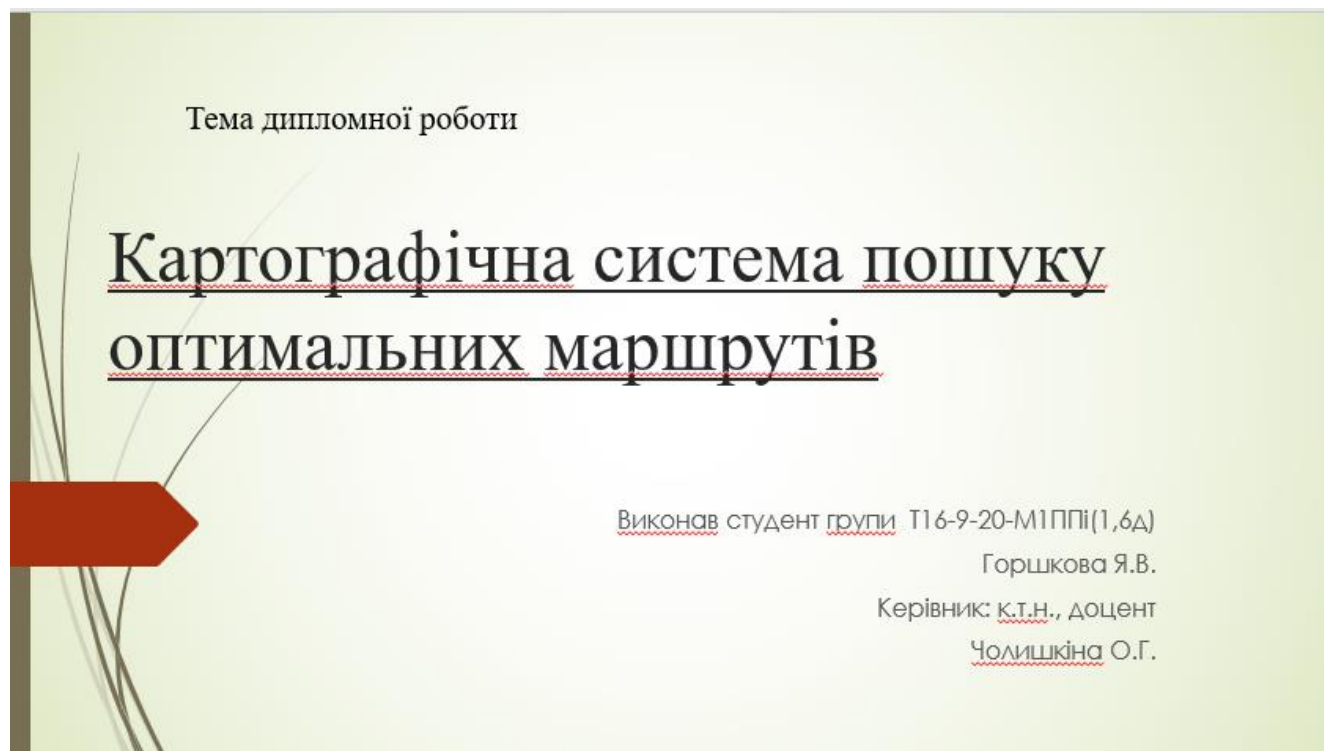 Тема дипломної роботи
Картографічна система пошуку
оптимальних маршрутів
Виконав студент групи Т16-9-20-М1ППі(1,6д)
Горшкова Я.В.
Керівник: к.т.н., доцент
Чолишкіна О.Г.